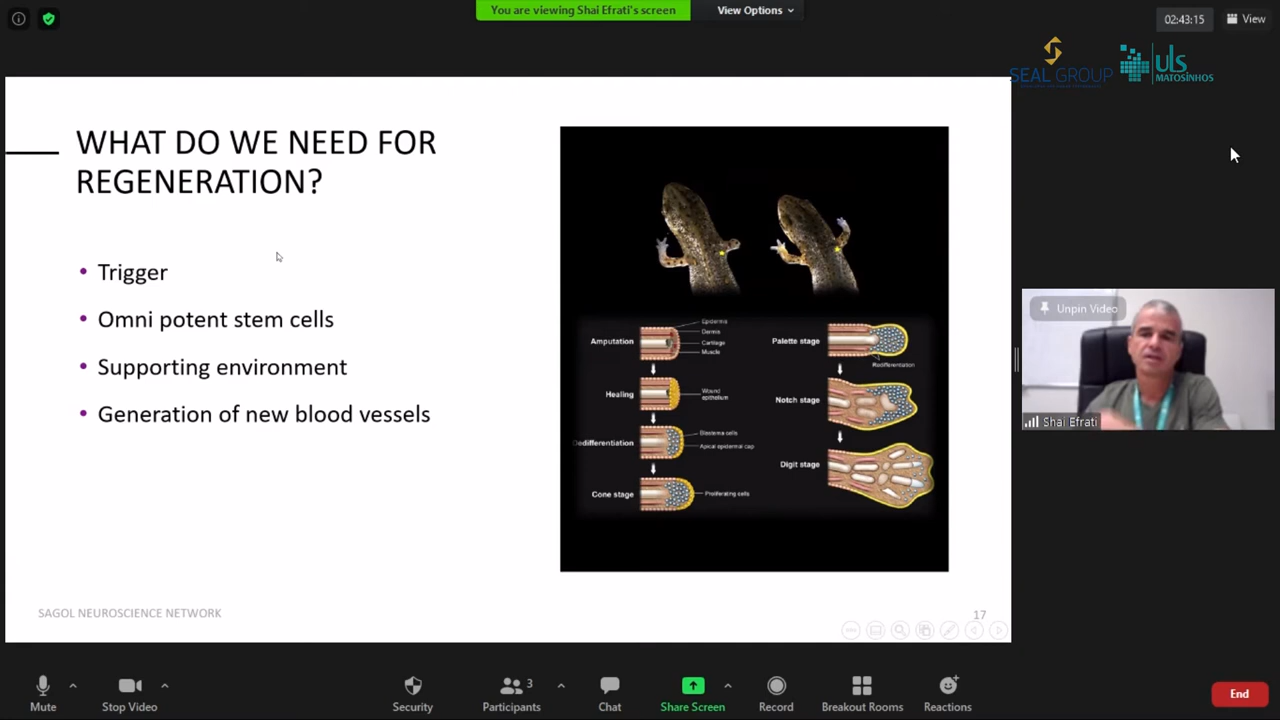 You are viewing Shai Efrati's screen
View Options
02:43:15
View
SEAL GROUP
uls
MATOSINHOS
WHAT DO WE NEED FOR
REGENERATION?
• Trigger
• Omni potent stem cells
• Supporting environment
• Generation of new blood vessels
Amputation
Epidermis
Dermis
Cartilage
Muscle
Healing
Wound
epithelium
Dedifferentiation
Blastema cells
Apical epidermal cap
Cone stage
Proliferating cells
Palette stage
Redifferentiation
Notch stage
Digit stage
SAGOL NEUROSCIENCE NETWORK
17
Unpin Video
Shai Efrati
Mute
Stop Video
Security
Participants
3
Chat
Share Screen
Record
Breakout Rooms
Reactions
End